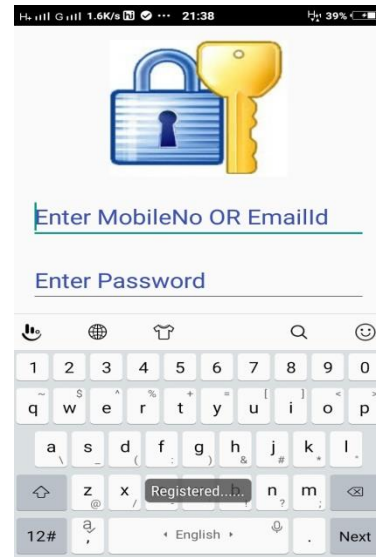 H+ G 1.6K/s ... 21:38 39%
Enter MobileNo OR EmailId
Enter Password
1 2 3 4 5 6 7 8 9 0
~ $ ^ % + = [ ] < >
q w e r t y u i o p
a s d f g h j k l
\ _ ( : ) & # * .
z x Registered...... n m
@ / ? ;
12# , English . Next